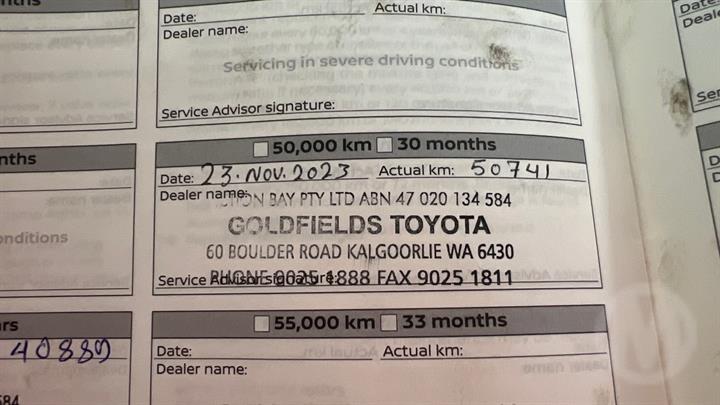 Date: Actual km:
Dealer name:
Servicing in severe driving conditions
Service Advisor signature:
50,000 km 30 months
Date: 23. NOV. 2023 Actual km: 50741
Dealer name:
BAY PTY LTD ABN 47 020 134 584
GOLDFIELDS TOYOTA
60 BOULDER ROAD KALGOORLIE WA 6430
Service Advisor signature:
PHONE 9025 1888 FAX 9025 1811
onditions
55,000 km 33 months
40889
Date: Actual km:
Dealer name:
584